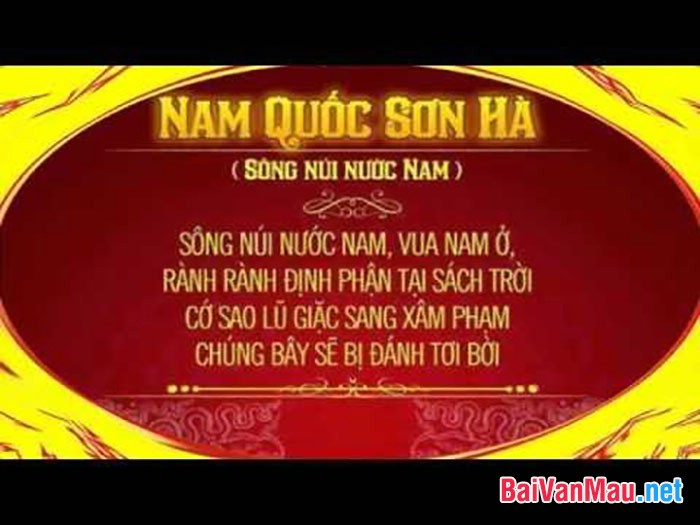 NAM QUỐC SƠN HÀ
( SÔNG NÚI NƯỚC NAM )
SÔNG NÚI NƯỚC NAM, VUA NAM Ở,
RÀNH RÀNH ĐỊNH PHẬN TẠI SÁCH TRỜI
CỚ SAO LŨ GIẶC SANG XÂM PHẠM
CHÚNG BÂY SẼ BỊ ĐÁNH TƠI BỜI
BaiVanMau.net